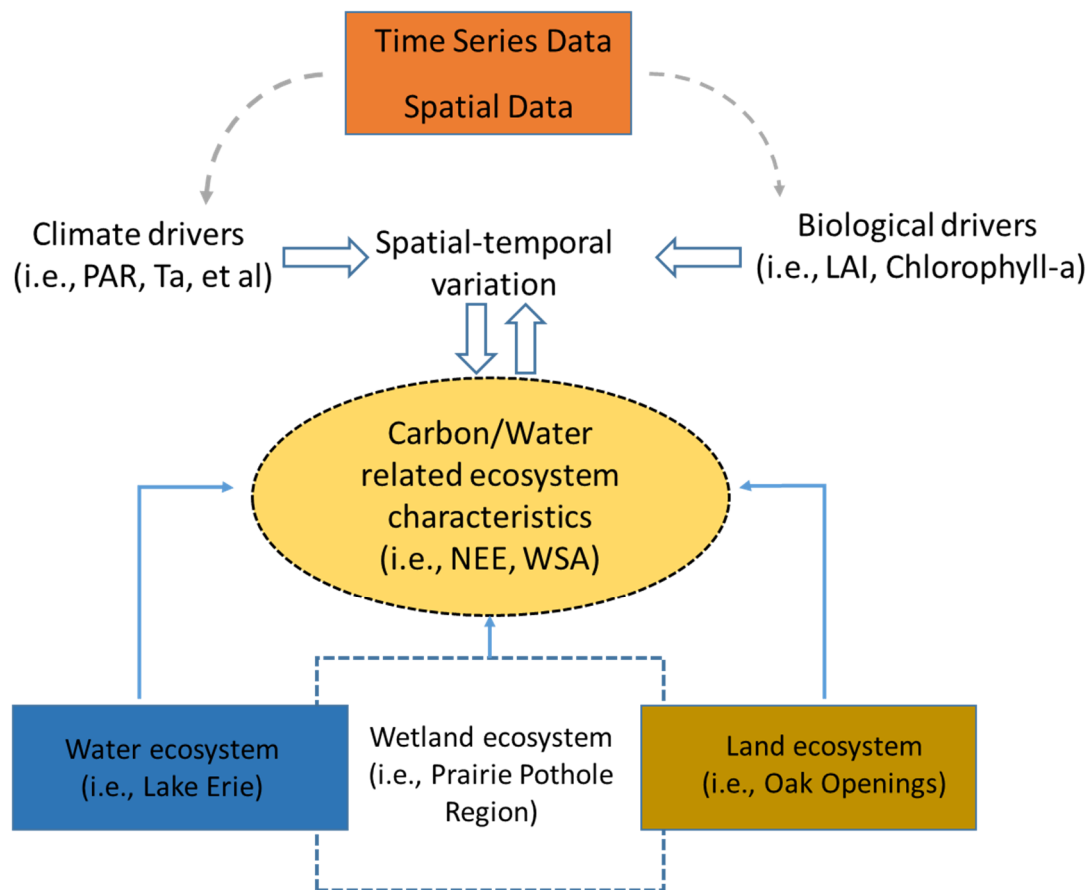 Time Series Data
Spatial Data
Climate drivers
(i.e., PAR, Ta, et al)
Spatial-temporal
variation
Biological drivers
(i.e., LAI, Chlorophyll-a)
Carbon/Water
related ecosystem
characteristics
(i.e., NEE, WSA)
Water ecosystem
(i.e., Lake Erie)
Wetland ecosystem
(i.e., Prairie Pothole
Region)
Land ecosystem
(i.e., Oak Openings)